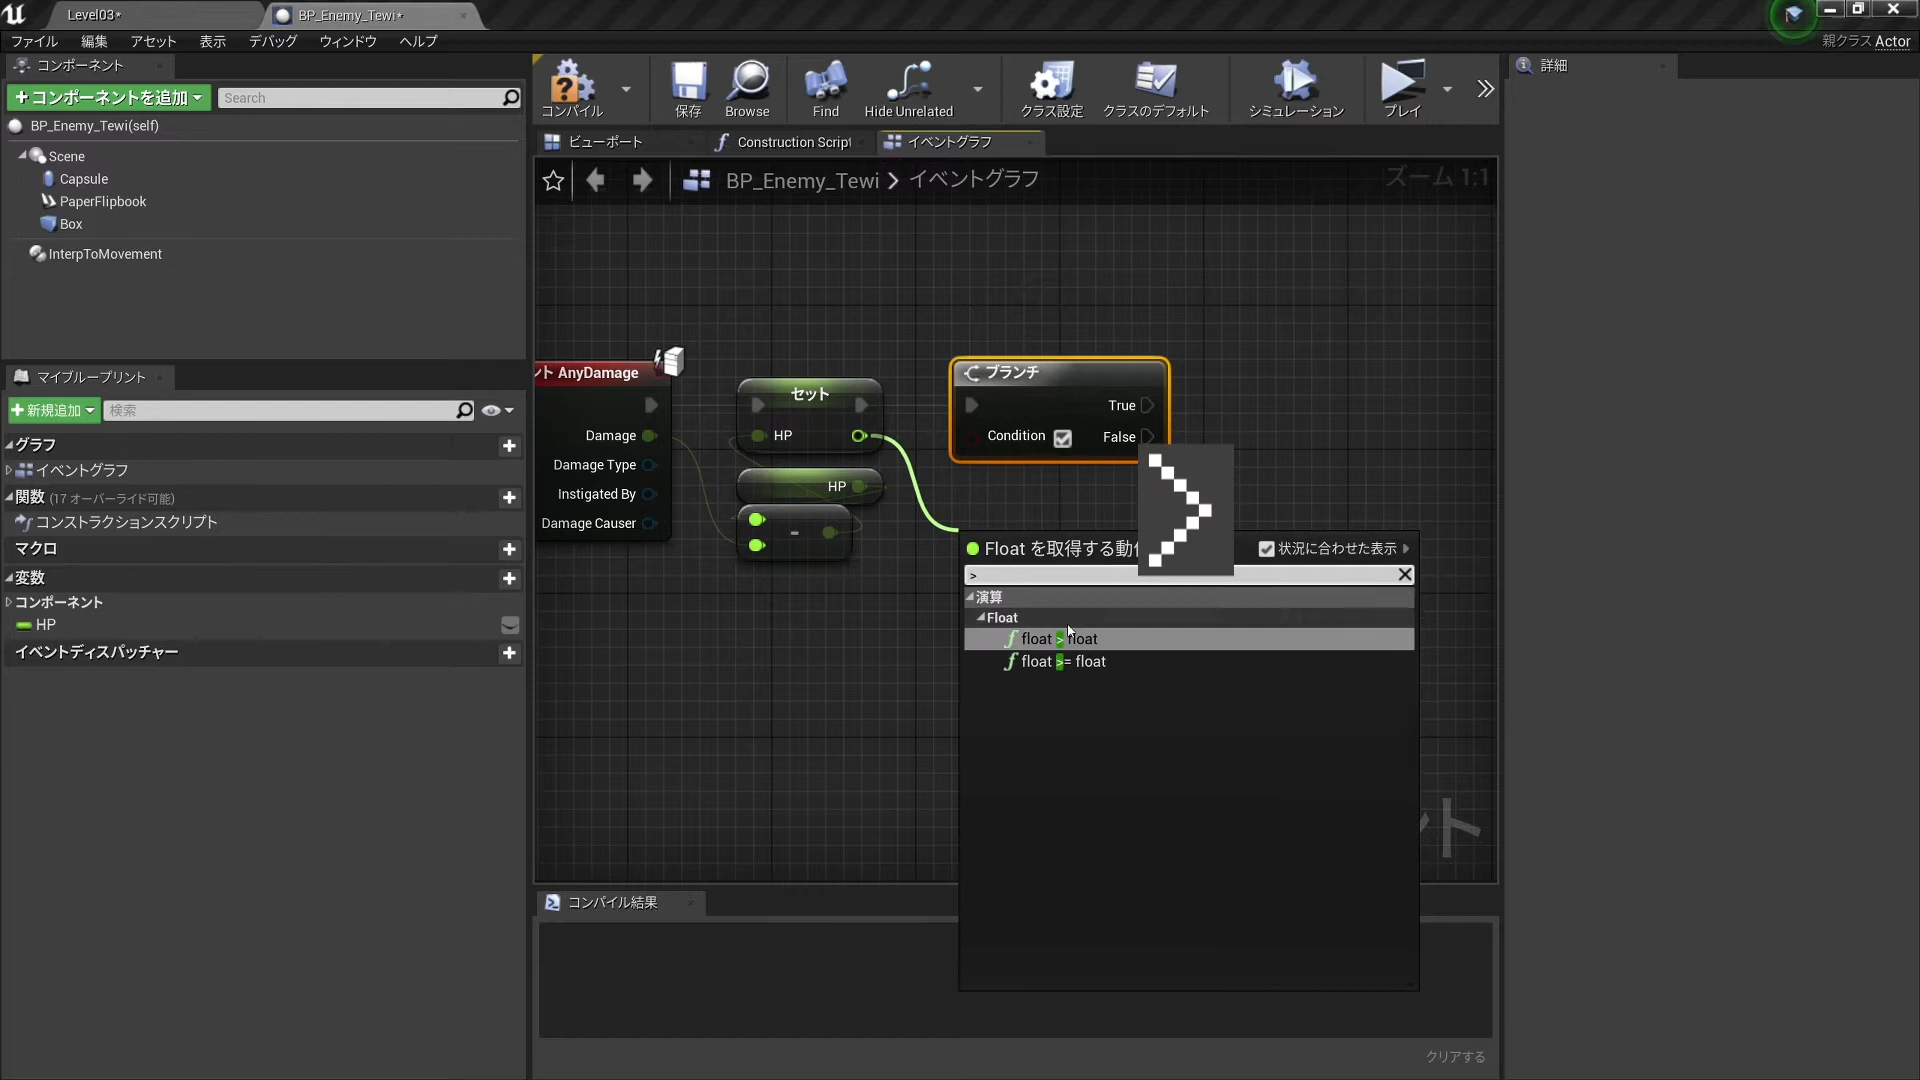 Level03*
BP_Enemy_Tewi*
ファイル 編集 アセット 表示 デバッグ ウィンドウ ヘルプ
親クラス Actor
コンポーネント
+コンポーネントを追加
Search
BP_Enemy_Tewi(self)
Scene
Capsule
PaperFlipbook
Box
InterpToMovement
コンパイル
保存
Browse
Find
Hide Unrelated
クラス設定
クラスのデフォルト
シミュレーション
プレイ
詳細
ビューポート
Construction Script
イベントグラフ
BP_Enemy_Tewi > イベントグラフ
ズーム 1:1
マイブループリント
+新規追加
検索
グラフ
イベントグラフ
関数 (17 オーバーライド可能)
コンストラクションスクリプト
マクロ
変数
コンポーネント
HP
イベントディスパッチャー
ント AnyDamage
Damage
Damage Type
Instigated By
Damage Causer
セット
HP
HP
-
ブランチ
True
Condition
False
>
Float を取得する動作
状況に合わせた表示
>
演算
Float
float > float
float >= float
ント
コンパイル結果
クリアする